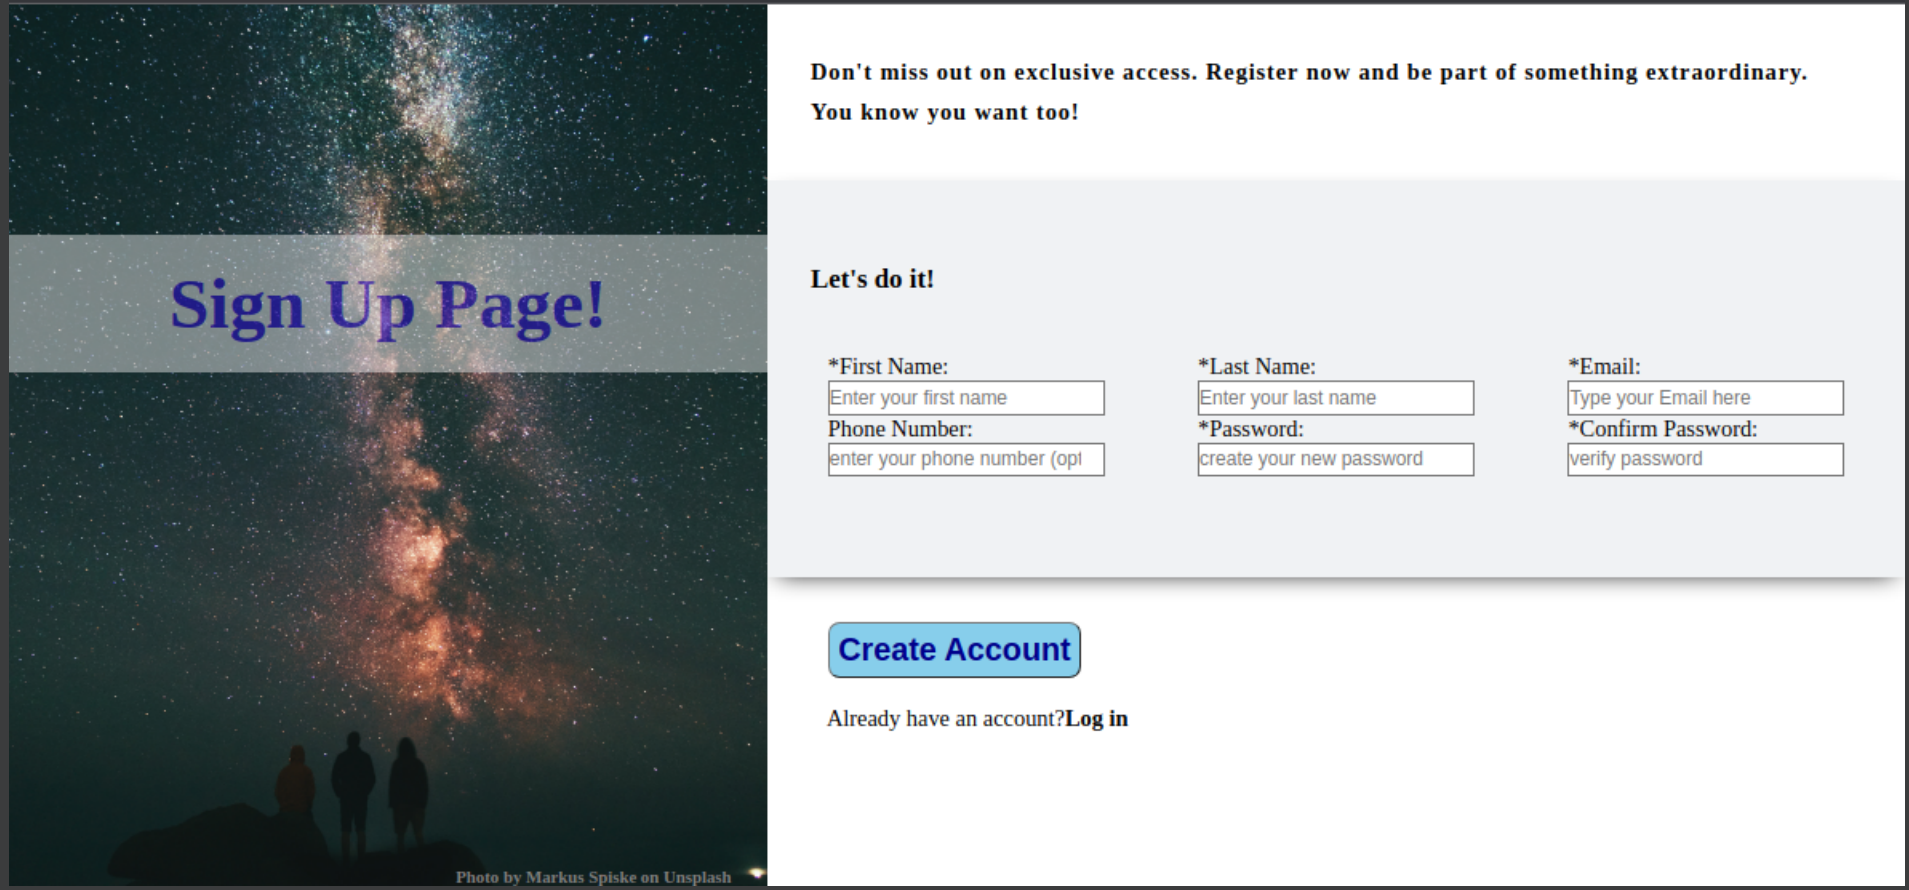 Sign Up Page!
Photo by Markus Spiske on Unsplash
Don't miss out on exclusive access. Register now and be part of something extraordinary.
You know you want too!
Let's do it!
*First Name:
Enter your first name
*Last Name:
Enter your last name
*Email:
Type your Email here
Phone Number:
enter your phone number (opt
*Password:
create your new password
*Confirm Password:
verify password
Create Account
Already have an account?Log in